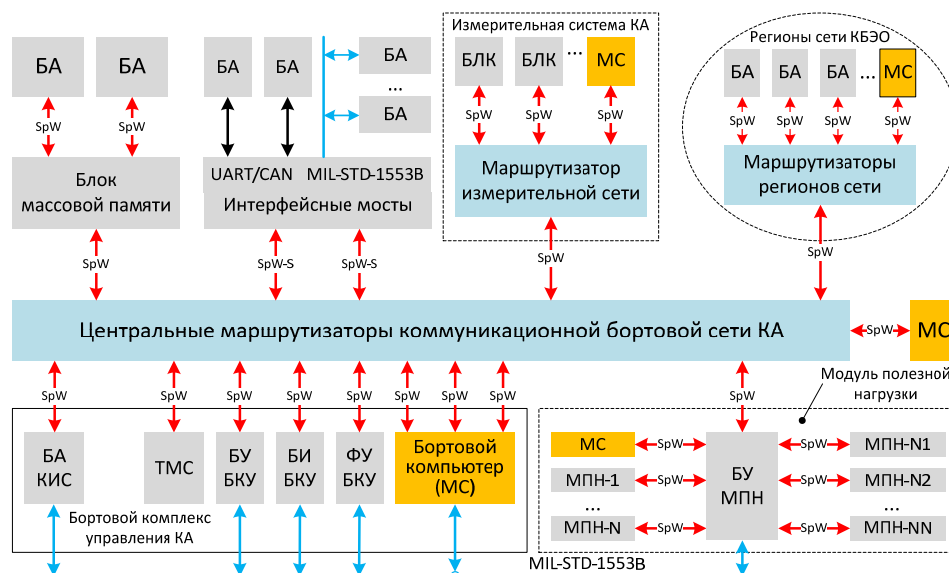 БА
БА
SpW
SpW
Блок
массовой памяти
SpW
БА
БА
БА
...
БА
UART/CAN
MIL-STD-1553B
Интерфейсные мосты
SpW-S
SpW-S
Измерительная система КА
БЛК
БЛК
...
МС
SpW
SpW
SpW
Маршрутизатор
измерительной сети
SpW
Регионы сети КБЭО
БА
БА
БА
...
МС
SpW
SpW
SpW
SpW
Маршрутизаторы
регионов сети
SpW
Центральные маршрутизаторы коммуникационной бортовой сети КА
SpW
МС
SpW
SpW
SpW
SpW
SpW
SpW
SpW
SpW
SpW
БА
КИС
ТМС
БУ
БКУ
БИ
БКУ
ФУ
БКУ
Бортовой
компьютер
(МС)
Бортовой комплекс
управления КА
Модуль полезной
нагрузки
МС
SpW
МПН-1
SpW
...
МПН-N
SpW
БУ
МПН
SpW
МПН-N1
SpW
МПН-N2
...
SpW
МПН-NN
MIL-STD-1553B